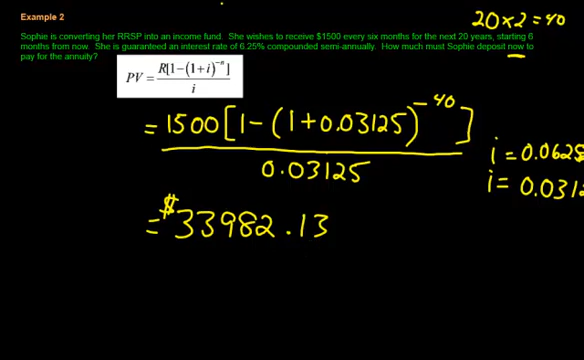 Example 2
20 x 2 = 40
Sophie is converting her RRSP into an income fund. She wishes to receive $1500 every six months for the next 20 years, starting 6
months from now. She is guaranteed an interest rate of 6.25% compounded semi-annually. How much must Sophie deposit now to
pay for the annuity?
PV = R[1-(1+i)^-n] / i
= 1500[1-(1+0.03125)^-40]
0.03125
i = 0.0625
i = 0.0312
= $33982.13